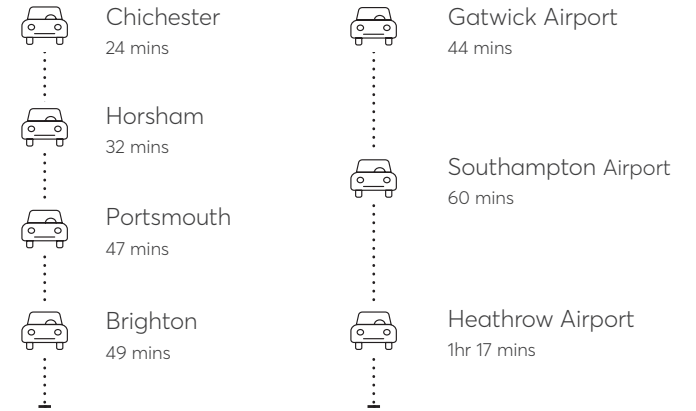 Chichester
24 mins
Horsham
32 mins
Portsmouth
47 mins
Brighton
49 mins
Gatwick Airport
44 mins
Southampton Airport
60 mins
Heathrow Airport
1hr 17 mins